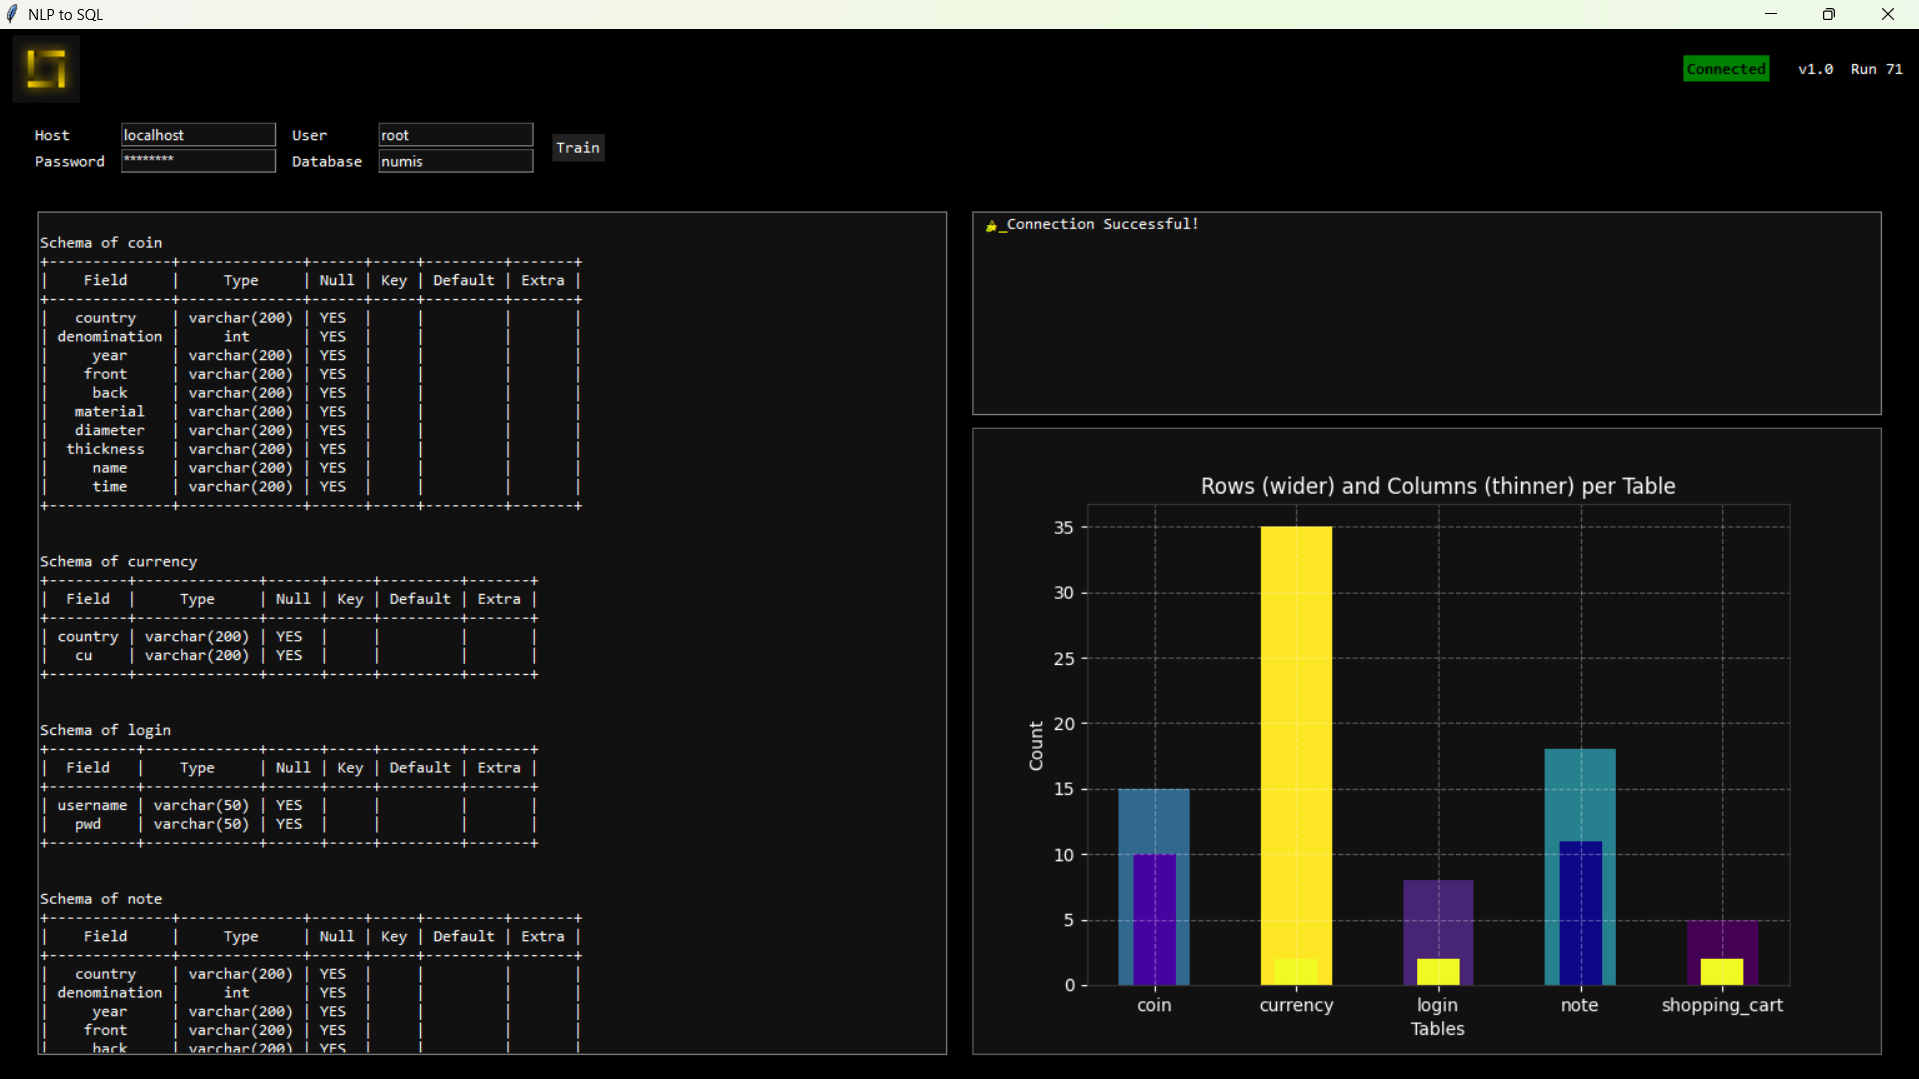 NLP to SQL
Connected v1.0 Run 71
Host localhost User root
Train
Password ******** Database numis
Schema of coin
+--------------+--------------+------+-----+---------+-------+
| Field | Type | Null | Key | Default | Extra |
+--------------+--------------+------+-----+---------+-------+
| country | varchar(200) | YES | | | |
| denomination | int | YES | | | |
| year | varchar(200) | YES | | | |
| front | varchar(200) | YES | | | |
| back | varchar(200) | YES | | | |
| material | varchar(200) | YES | | | |
| diameter | varchar(200) | YES | | | |
| thickness | varchar(200) | YES | | | |
| name | varchar(200) | YES | | | |
| time | varchar(200) | YES | | | |
+--------------+--------------+------+-----+---------+-------+
Schema of currency
+---------+--------------+------+-----+---------+-------+
| Field | Type | Null | Key | Default | Extra |
+---------+--------------+------+-----+---------+-------+
| country | varchar(200) | YES | | | |
| cu | varchar(200) | YES | | | |
+---------+--------------+------+-----+---------+-------+
Schema of login
+----------+-------------+------+-----+---------+-------+
| Field | Type | Null | Key | Default | Extra |
+----------+-------------+------+-----+---------+-------+
| username | varchar(50) | YES | | | |
| pwd | varchar(50) | YES | | | |
+----------+-------------+------+-----+---------+-------+
Schema of note
+--------------+--------------+------+-----+---------+-------+
| Field | Type | Null | Key | Default | Extra |
+--------------+--------------+------+-----+---------+-------+
| country | varchar(200) | YES | | | |
| denomination | int | YES | | | |
| year | varchar(200) | YES | | | |
| front | varchar(200) | YES | | | |
| back | varchar(200) | YES | | | |
_Connection Successful!
Rows (wider) and Columns (thinner) per Table
35
30
25
20
15
10
5
0
Count
coin currency login note shopping_cart
Tables